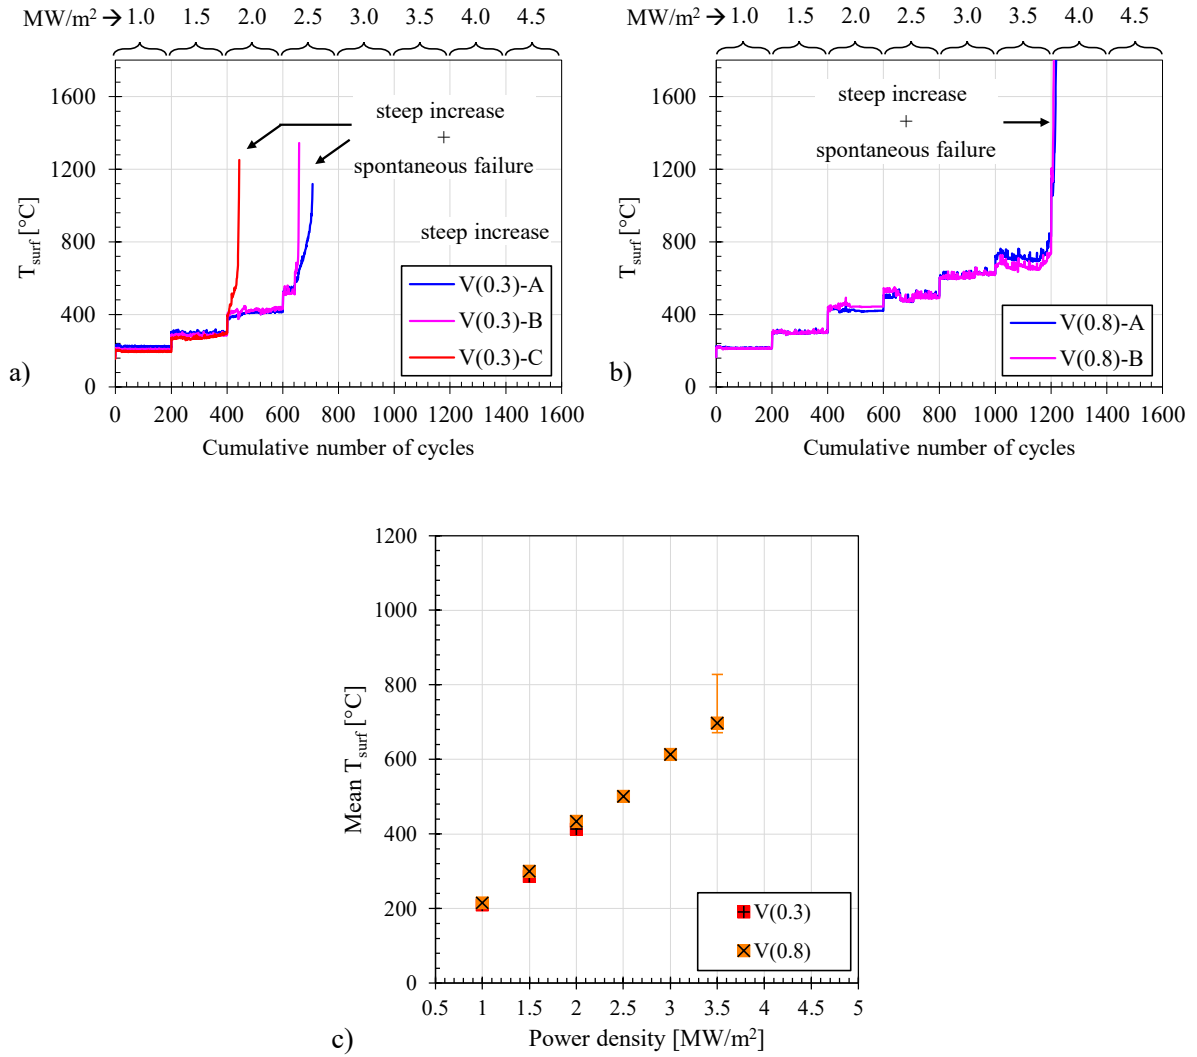 MW/m² → 1.0 1.5 2.0 2.5 3.0 3.5 4.0 4.5
1600
1200
800
400
0
T_surf [°C]
steep increase
+
spontaneous failure
steep increase
V(0.3)-A
V(0.3)-B
V(0.3)-C
a)
0 200 400 600 800 1000 1200 1400 1600
Cumulative number of cycles
MW/m² → 1.0 1.5 2.0 2.5 3.0 3.5 4.0 4.5
1600
1200
800
400
0
T_surf [°C]
steep increase
+
spontaneous failure
V(0.8)-A
V(0.8)-B
b)
0 200 400 600 800 1000 1200 1400 1600
Cumulative number of cycles
1200
1000
800
600
400
200
0
Mean T_surf [°C]
V(0.3)
V(0.8)
0.5 1 1.5 2 2.5 3 3.5 4 4.5 5
Power density [MW/m²]
c)